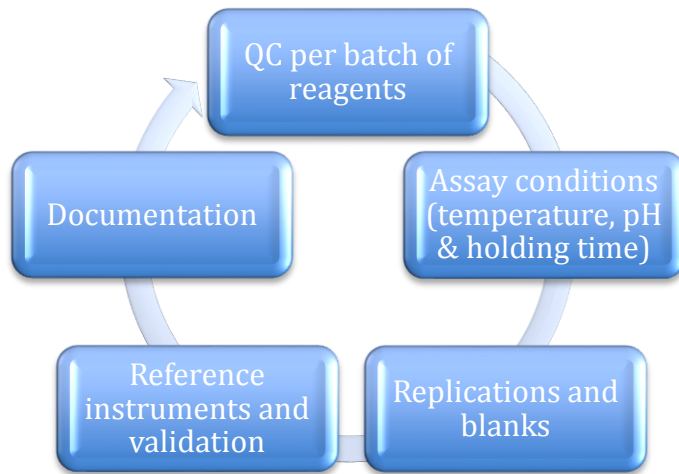 QC per batch of
reagents
Assay conditions
(temperature, pH
& holding time)
Replications and
blanks
Reference
instruments and
validation
Documentation